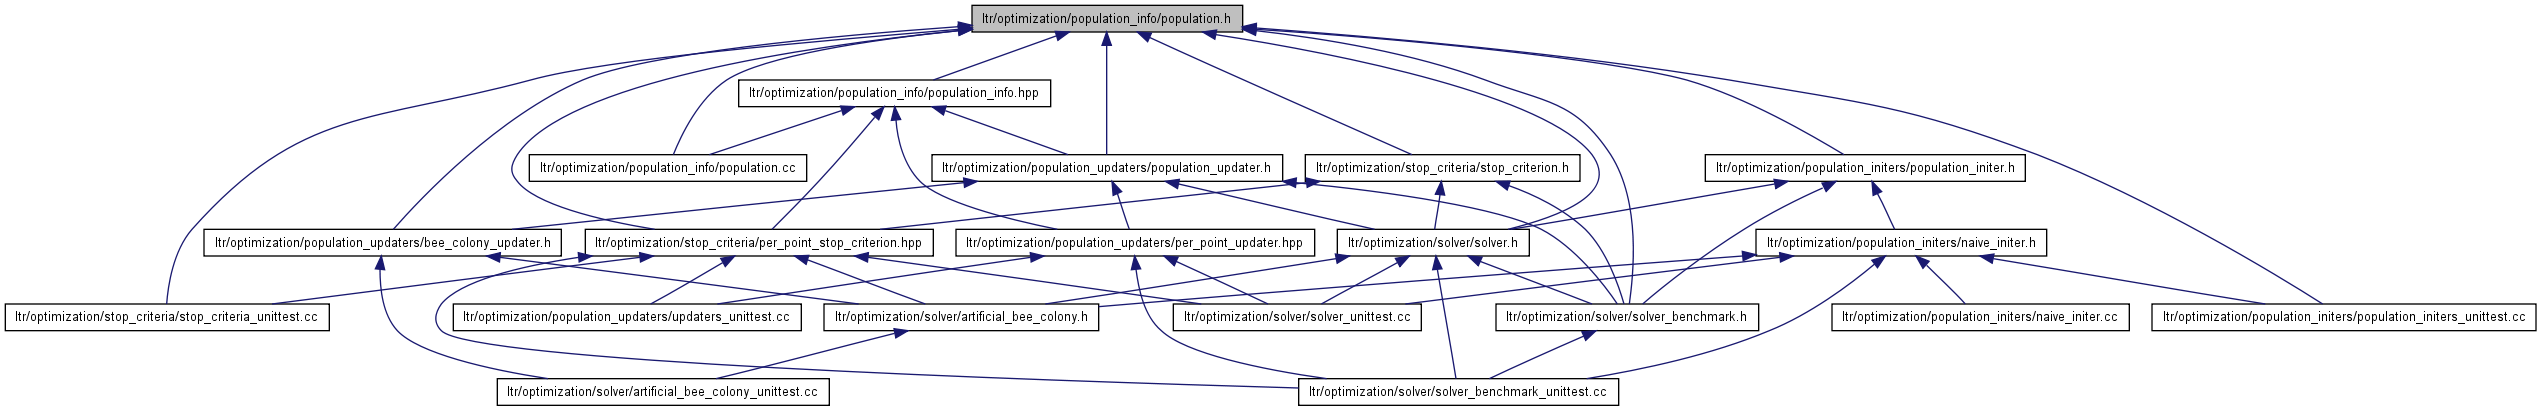 ltr/optimization/population_info/population.h
ltr/optimization/population_info/population_info.hpp
ltr/optimization/population_info/population.cc
ltr/optimization/population_updaters/population_updater.h
ltr/optimization/stop_criteria/stop_criterion.h
ltr/optimization/population_initers/population_initer.h
ltr/optimization/population_updaters/bee_colony_updater.h
ltr/optimization/stop_criteria/per_point_stop_criterion.hpp
ltr/optimization/population_updaters/per_point_updater.hpp
ltr/optimization/solver/solver.h
ltr/optimization/population_initers/naive_initer.h
ltr/optimization/stop_criteria/stop_criteria_unittest.cc
ltr/optimization/population_updaters/updaters_unittest.cc
ltr/optimization/solver/artificial_bee_colony.h
ltr/optimization/solver/solver_unittest.cc
ltr/optimization/solver/solver_benchmark.h
ltr/optimization/population_initers/naive_initer.cc
ltr/optimization/population_initers/population_initers_unittest.cc
ltr/optimization/solver/artificial_bee_colony_unittest.cc
ltr/optimization/solver/solver_benchmark_unittest.cc